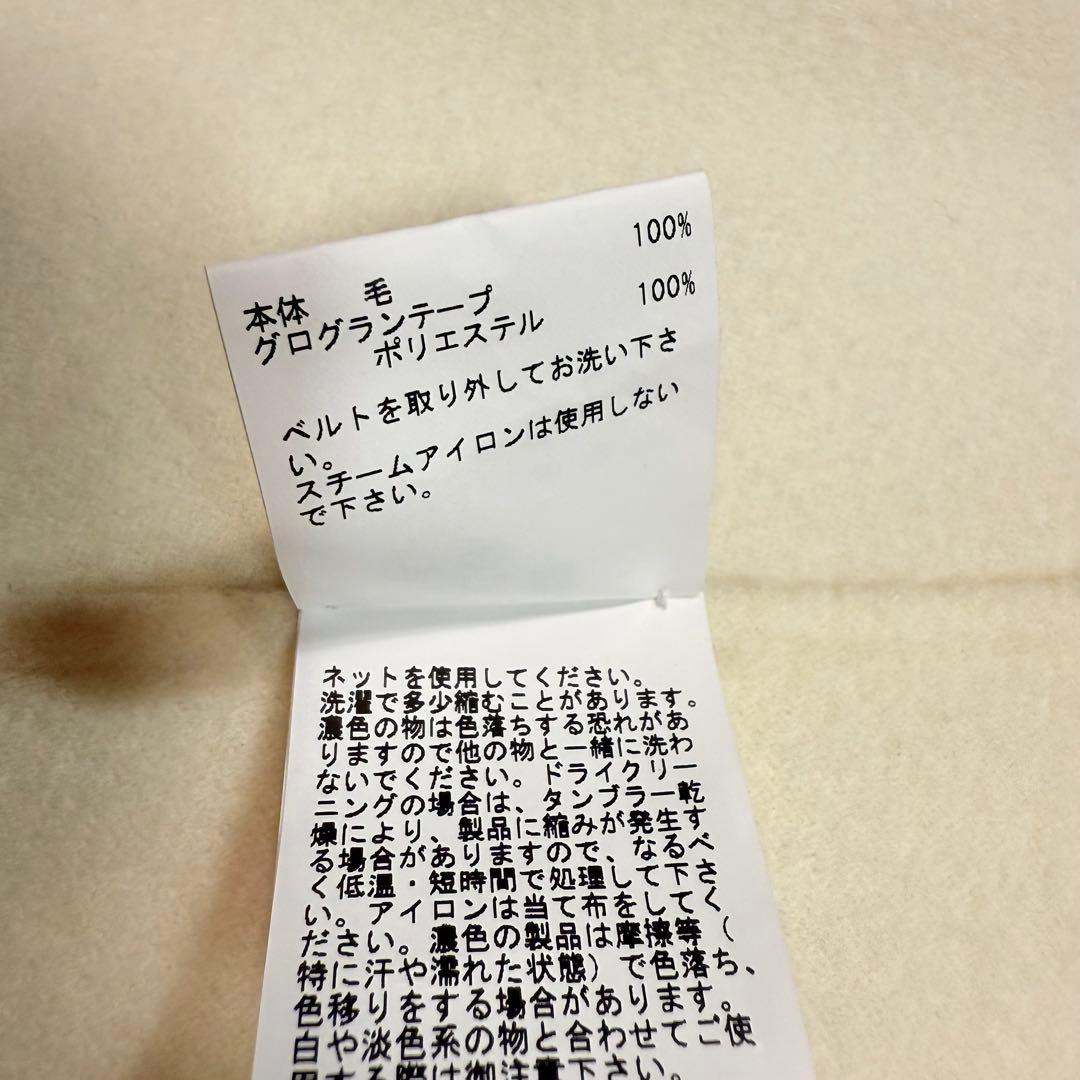 本体 毛 100%
グログランテープ
ポリエステル 100%
ベルトを取り外してお洗い下さ
い。
スチームアイロンは使用しない
で下さい。
ネットを使用してください。
洗濯で多少縮むことがあります。
濃色の物は色落ちする恐れがあ
りますので他の物と一緒に洗わ
ないでください。ドライクリー
ニングの場合は、タンブラー乾
燥により、製品に縮みが発生す
る場合がありますので、なるべ
く低温・短時間で処理して下さ
い。アイロンは当て布をしてく
ださい。濃色の製品は摩擦等(
特に汗や濡れた状態)で色落ち、
色移りをする場合があります。
白や淡色系の物と合わせてご使
用する際は御注意下さい。